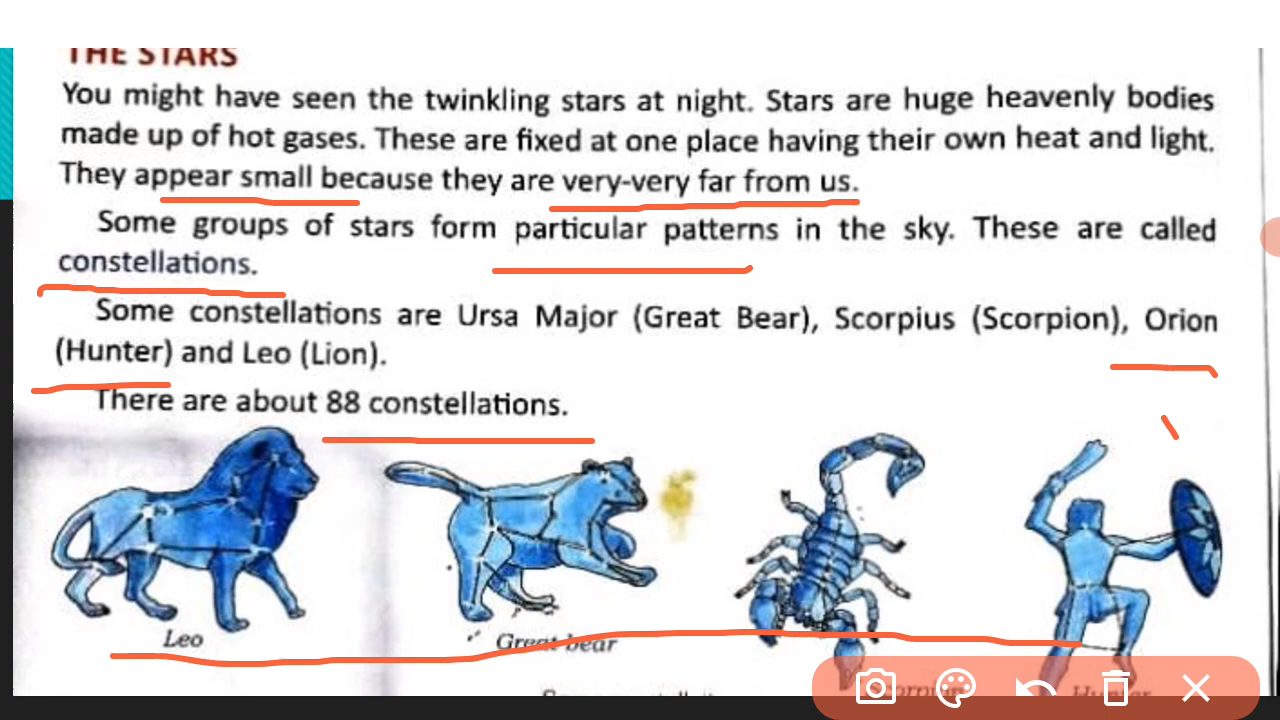 THE STARS
You might have seen the twinkling stars at night. Stars are huge heavenly bodies
made up of hot gases. These are fixed at one place having their own heat and light.
They appear small because they are very-very far from us.
Some groups of stars form particular patterns in the sky. These are called
constellations.
Some constellations are Ursa Major (Great Bear), Scorpius (Scorpion), Orion
(Hunter) and Leo (Lion).
There are about 88 constellations.
Leo
Great bear
Hunter